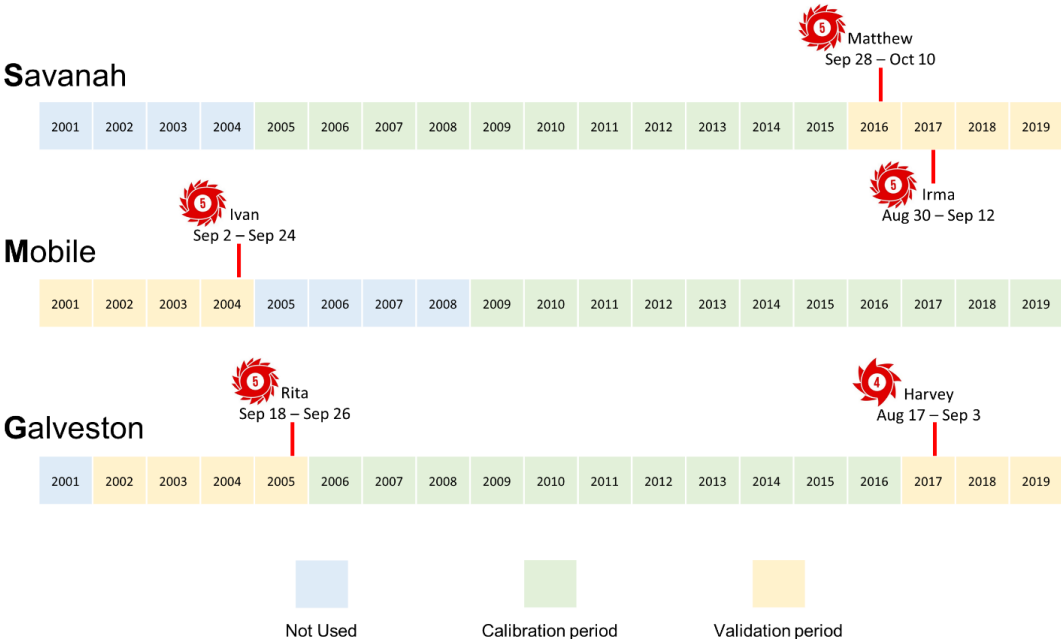 5
Matthew
Sep 28 – Oct 10
Savanah
2001 2002 2003 2004 2005 2006 2007 2008 2009 2010 2011 2012 2013 2014 2015 2016 2017 2018 2019
5
Irma
Aug 30 – Sep 12
5
Ivan
Sep 2 – Sep 24
Mobile
2001 2002 2003 2004 2005 2006 2007 2008 2009 2010 2011 2012 2013 2014 2015 2016 2017 2018 2019
5
Rita
Sep 18 – Sep 26
4
Harvey
Aug 17 – Sep 3
Galveston
2001 2002 2003 2004 2005 2006 2007 2008 2009 2010 2011 2012 2013 2014 2015 2016 2017 2018 2019
Not Used
Calibration period
Validation period